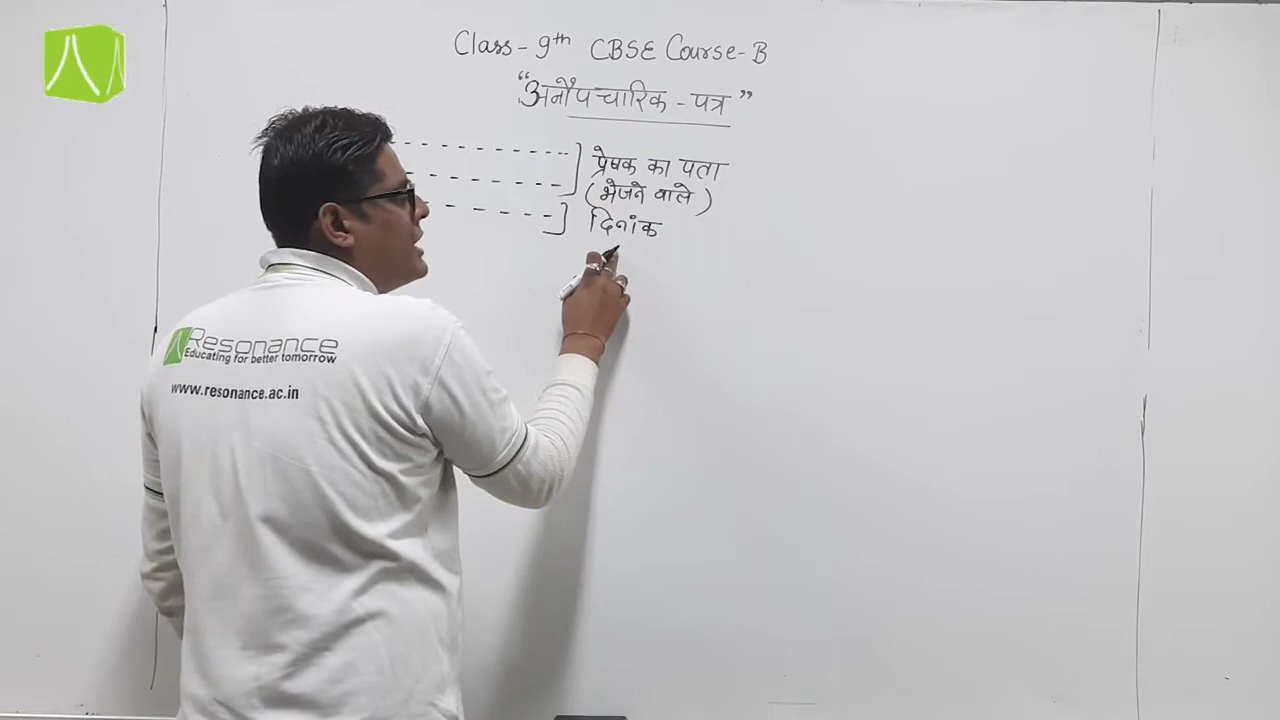 Class - 9th CBSE Course-B
“अनौपचारिक - पत्र”
प्रेषक का पता
(भेजने वाले)
दिनांक
Resonance
Educating for better tomorrow
www.resonance.ac.in